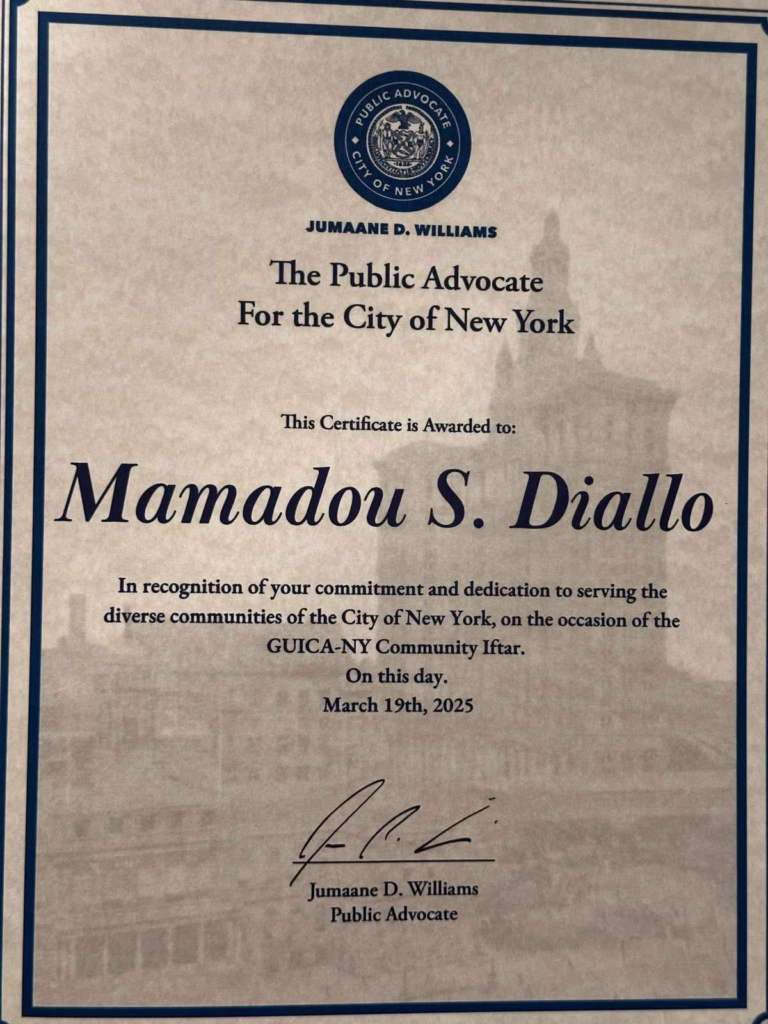 PUBLIC ADVOCATE
CITY OF NEW YORK
JUMAANE D. WILLIAMS
The Public Advocate
For the City of New York
This Certificate is Awarded to:
Mamadou S. Diallo
In recognition of your commitment and dedication to serving the
diverse communities of the City of New York, on the occasion of the
GUICA-NY Community Iftar.
On this day.
March 19th, 2025
Jumaane D. Williams
Public Advocate